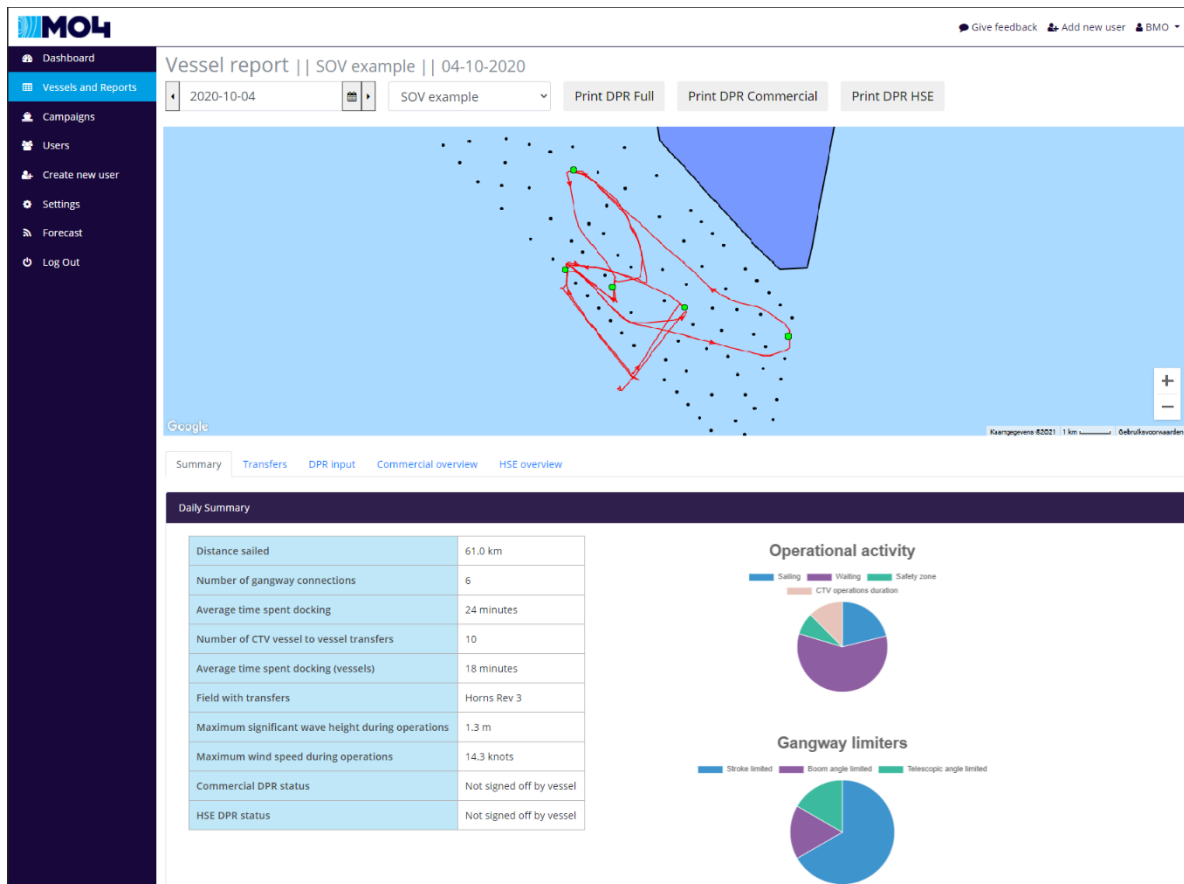 MO4
Give feedback Add new user BMO
Dashboard
Vessels and Reports
Campaigns
Users
Create new user
Settings
Forecast
Log Out
Vessel report || SOV example || 04-10-2020
2020-10-04 SOV example Print DPR Full Print DPR Commercial Print DPR HSE
+
−
Google
Kaartgegevens ©2021 1 km Gebruiksvoorwaarden
Summary Transfers DPR input Commercial overview HSE overview
Daily Summary
Distance sailed 61.0 km
Number of gangway connections 6
Average time spent docking 24 minutes
Number of CTV vessel to vessel transfers 10
Average time spent docking (vessels) 18 minutes
Field with transfers Horns Rev 3
Maximum significant wave height during operations 1.3 m
Maximum wind speed during operations 14.3 knots
Commercial DPR status Not signed off by vessel
HSE DPR status Not signed off by vessel
Operational activity
Sailing Waiting Safety zone
CTV operations duration
Gangway limiters
Stroke limited Boom angle limited Telescopic angle limited